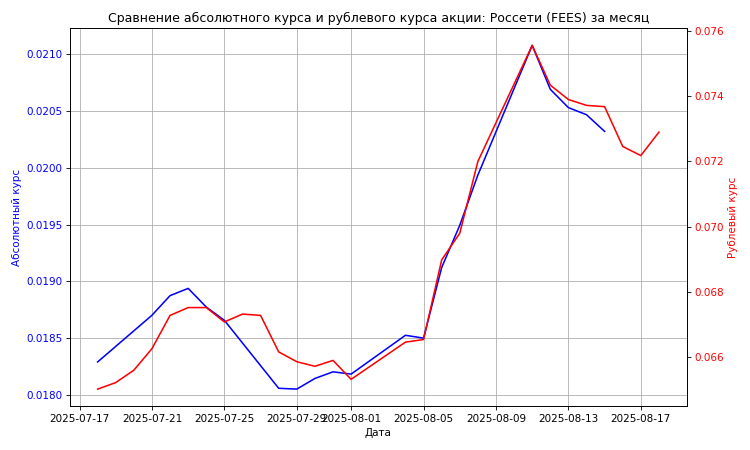 Сравнение абсолютного курса и рублевого курса акции: Россети (FEES) за месяц
0.0210
0.0205
0.0200
0.0195
0.0190
0.0185
0.0180
Абсолютный курс
0.076
0.074
0.072
0.070
0.068
0.066
Рублевый курс
2025-07-17 2025-07-21 2025-07-25 2025-07-29 2025-08-01 2025-08-05 2025-08-09 2025-08-13 2025-08-17
Дата